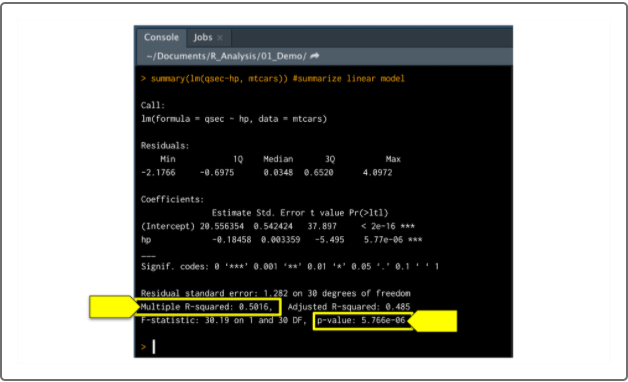 Console Jobs ×
~/Documents/R_Analysis/01_Demo/
> summary(lm(qsec~hp, mtcars)) #summarize linear model
Call:
lm(formula = qsec ~ hp, data = mtcars)
Residuals:
Min 1Q Median 3Q Max
-2.1766 -0.6975 0.0348 0.6520 4.0972
Coefficients:
Estimate Std. Error t value Pr(>ltl)
(Intercept) 20.556354 0.542424 37.897 < 2e-16 ***
hp -0.18458 0.003359 -5.495 5.77e-06 ***
___
Signif. codes: 0 '***' 0.001 '**' 0.01 '*' 0.05 '.' 0.1 ' ' 1
Residual standard error: 1.282 on 30 degrees of freedom
Multiple R-squared: 0.5016, Adjusted R-squared: 0.485
F-statistic: 30.19 on 1 and 30 DF, p-value: 5.766e-06
>